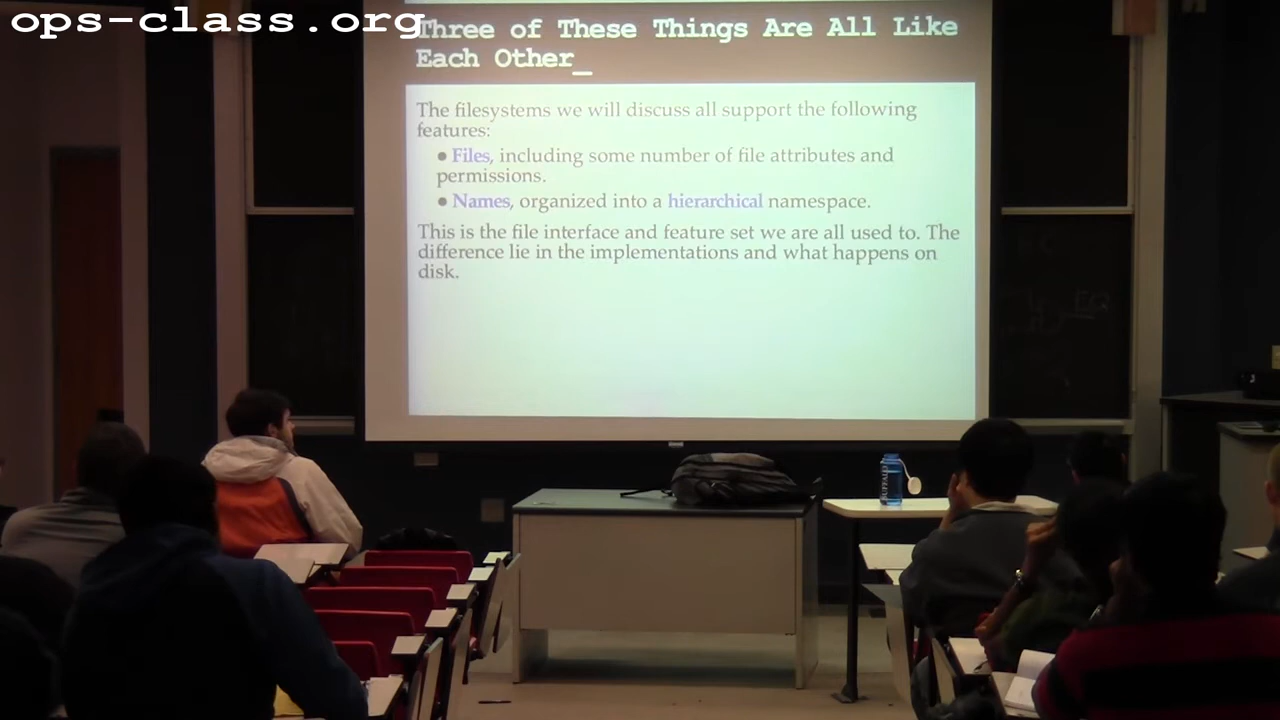 ops-class.org
Three of These Things Are All Like
Each Other_
The filesystems we will discuss all support the following
features:
● Files, including some number of file attributes and
permissions.
● Names, organized into a hierarchical namespace.
This is the file interface and feature set we are all used to. The
difference lie in the implementations and what happens on
disk.
BUFFALO